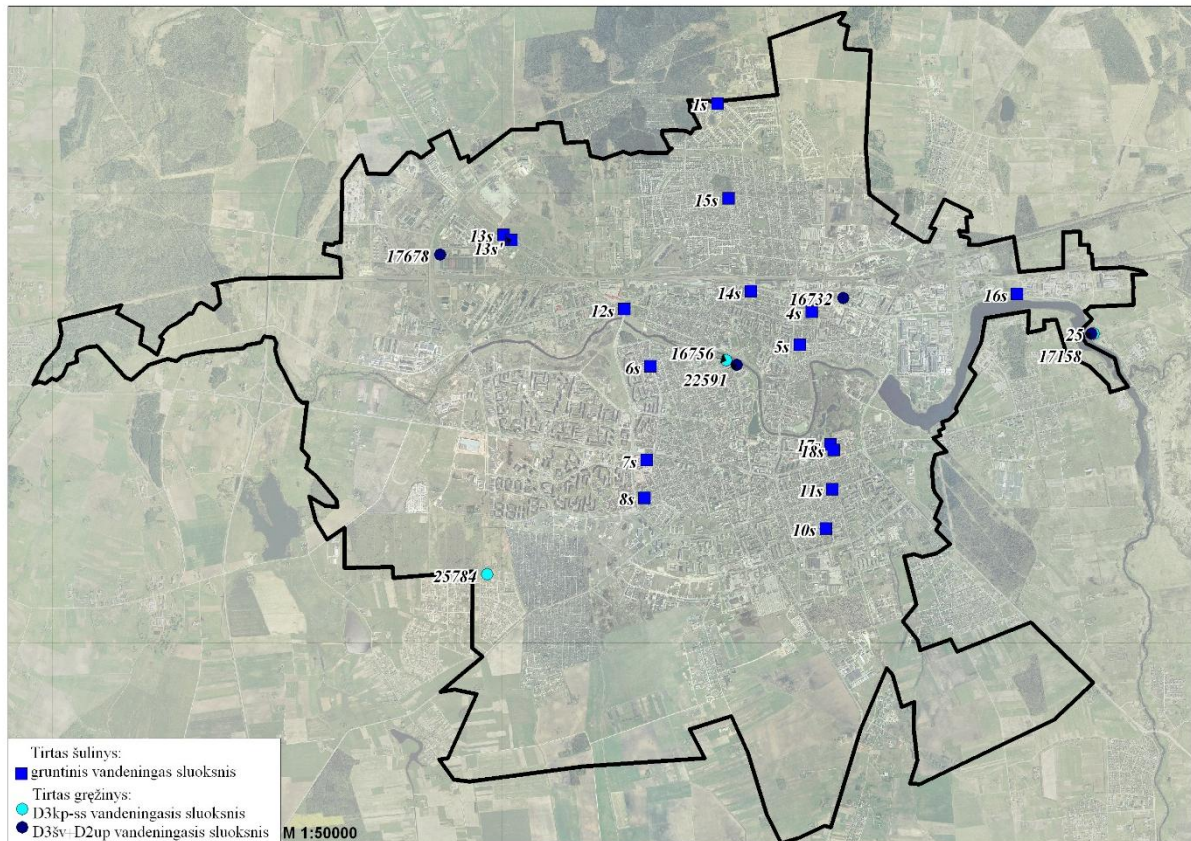 1s
15s
13s
13s'
17678
14s
16732
16s
12s
4s
5s
25
17158
16756
22591
6s
17s
18s
7s
11s
8s
10s
25784
Tirtas šulinys:
gruntinis vandeningas sluoksnis
Tirtas gręžinys:
D3kp-ss vandeningasis sluoksnis
D3šv+D2up vandeningasis sluoksnis
M 1:50000